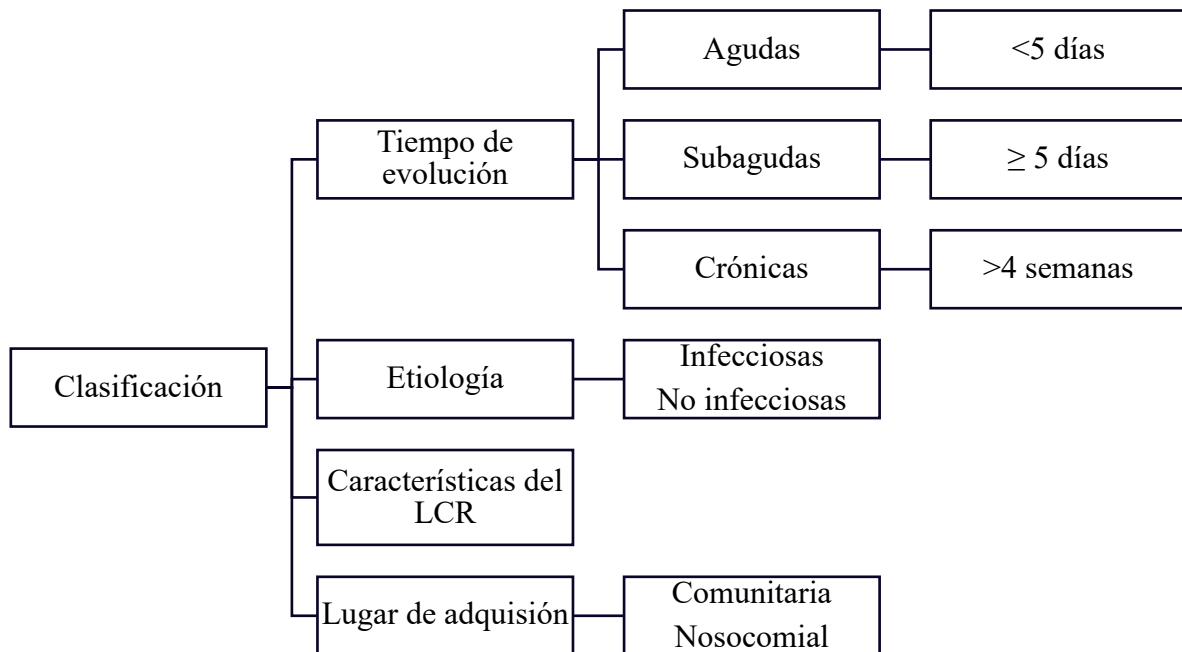 Clasificación
Tiempo de
evolución
Agudas
<5 días
Subagudas
≥ 5 días
Crónicas
>4 semanas
Etiología
Infecciosas
No infecciosas
Características del
LCR
Lugar de adquisión
Comunitaria
Nosocomial